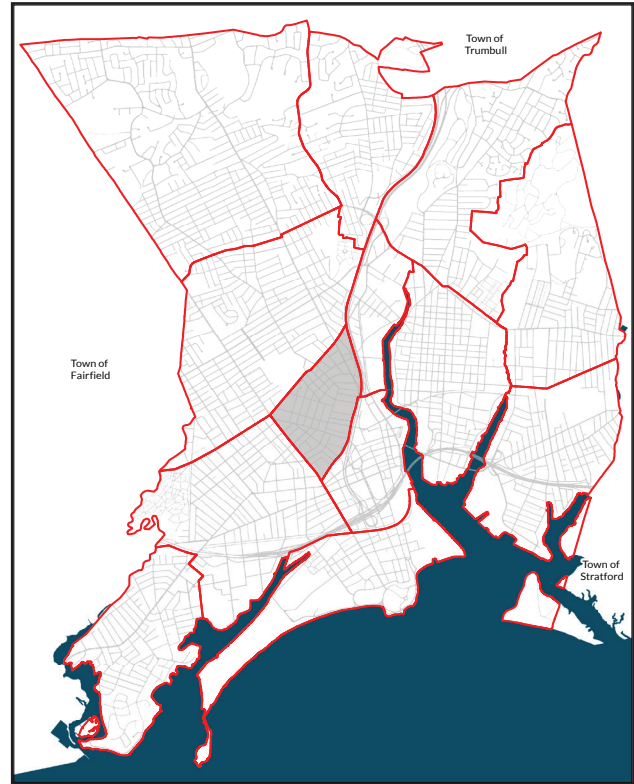 Town of
Trumbull
Town of
Fairfield
Town of
Stratford